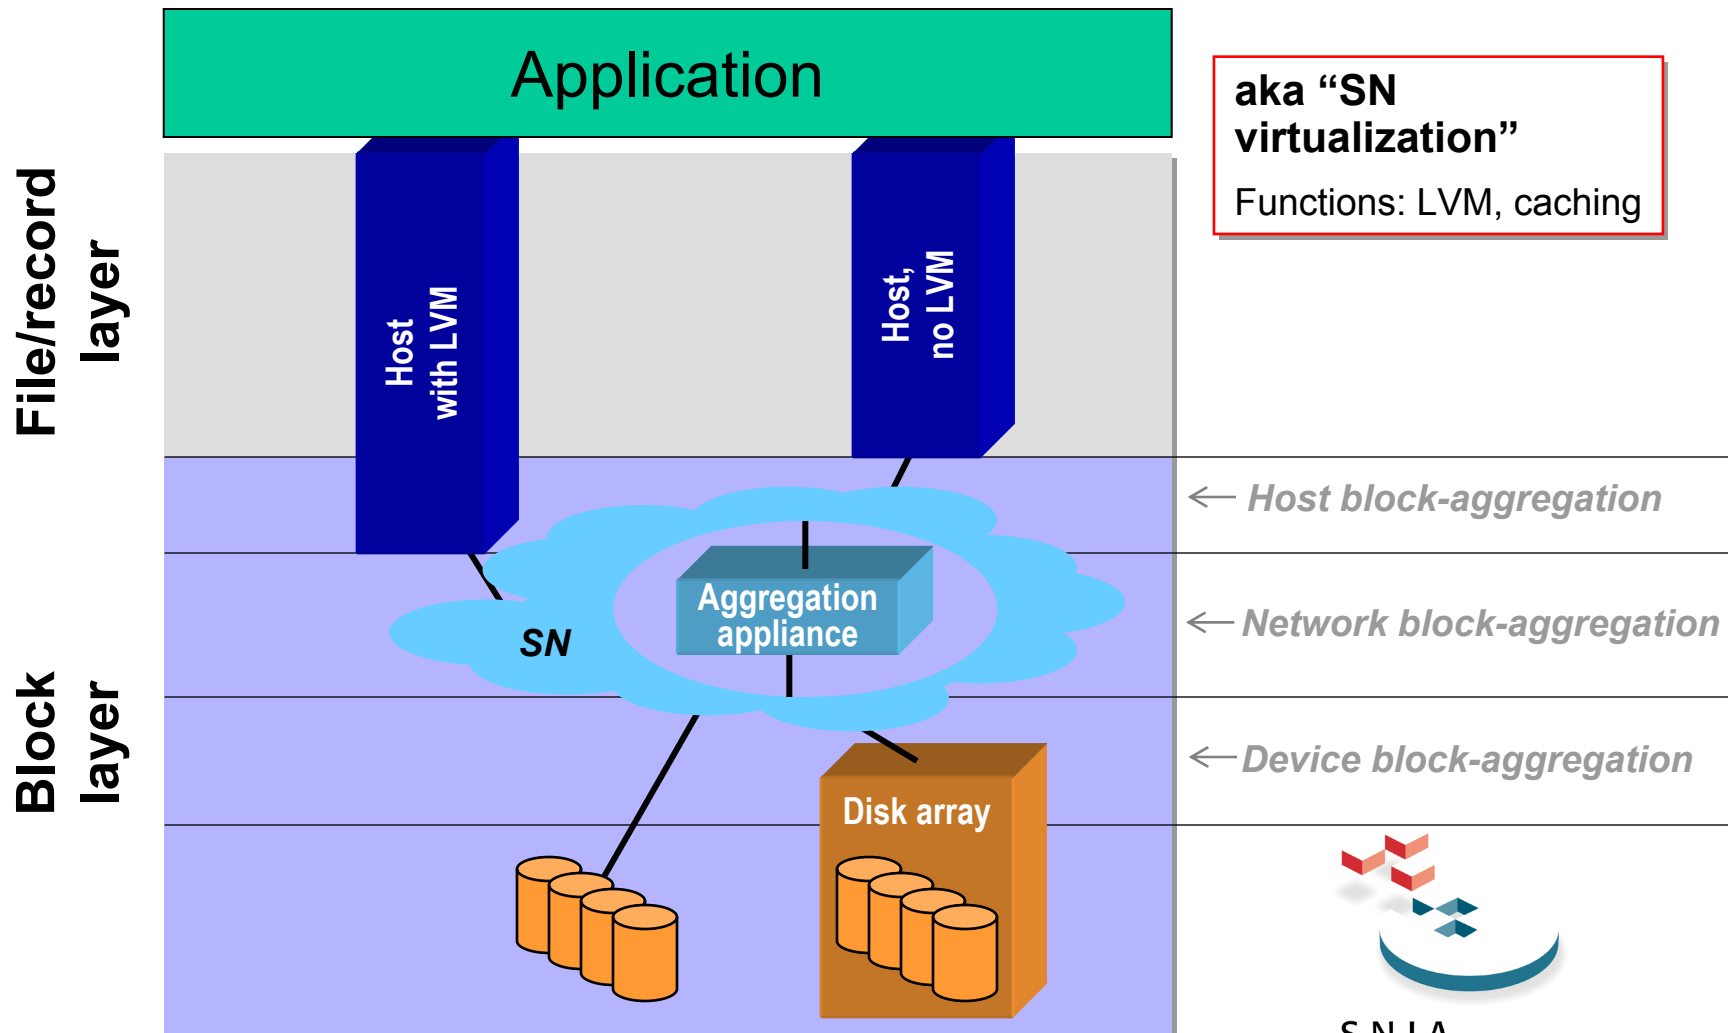 Application
aka “SN
virtualization”
Functions: LVM, caching
File/record
layer
Host
with LVM
Host,
no LVM
Host block-aggregation
Aggregation
appliance
SN
Network block-aggregation
Block
layer
Device block-aggregation
Disk array
SNIA